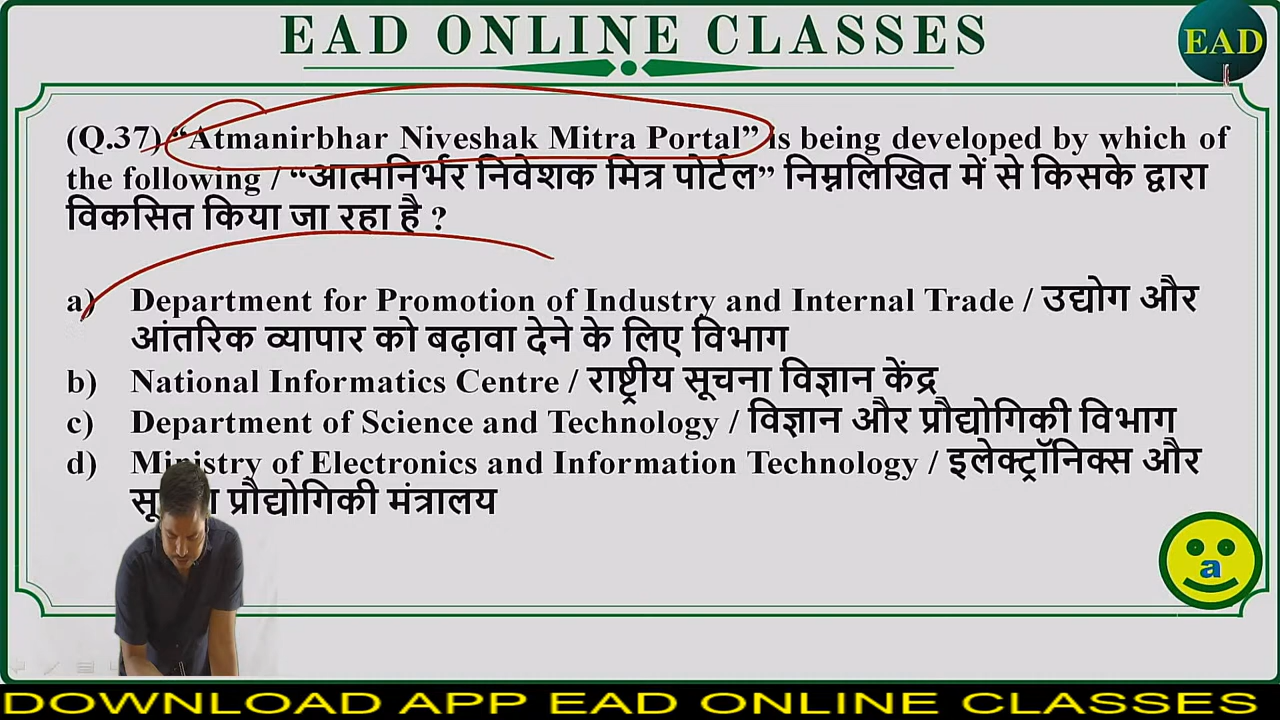 EAD ONLINE CLASSES
EAD
(Q.37) “Atmanirbhar Niveshak Mitra Portal” is being developed by which of
the following / “आत्मनिर्भर निवेशक मित्र पोर्टल” निम्नलिखित में से किसके द्वारा
विकसित किया जा रहा है ?
a) Department for Promotion of Industry and Internal Trade / उद्योग और
आंतरिक व्यापार को बढ़ावा देने के लिए विभाग
b) National Informatics Centre / राष्ट्रीय सूचना विज्ञान केंद्र
c) Department of Science and Technology / विज्ञान और प्रौद्योगिकी विभाग
d) Ministry of Electronics and Information Technology / इलेक्ट्रॉनिक्स और
प्रौद्योगिकी मंत्रालय
a
DOWNLOAD APP EAD ONLINE CLASSES